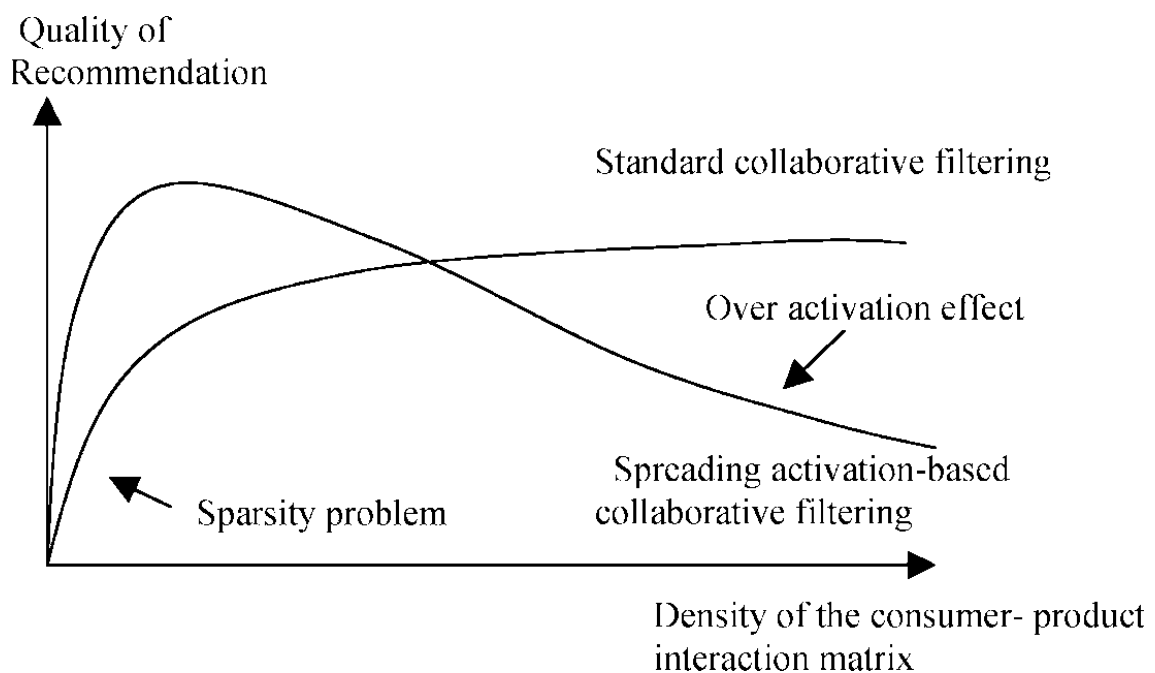 Quality of
Recommendation
Standard collaborative filtering
Over activation effect
Spreading activation-based
collaborative filtering
Sparsity problem
Density of the consumer- product
interaction matrix